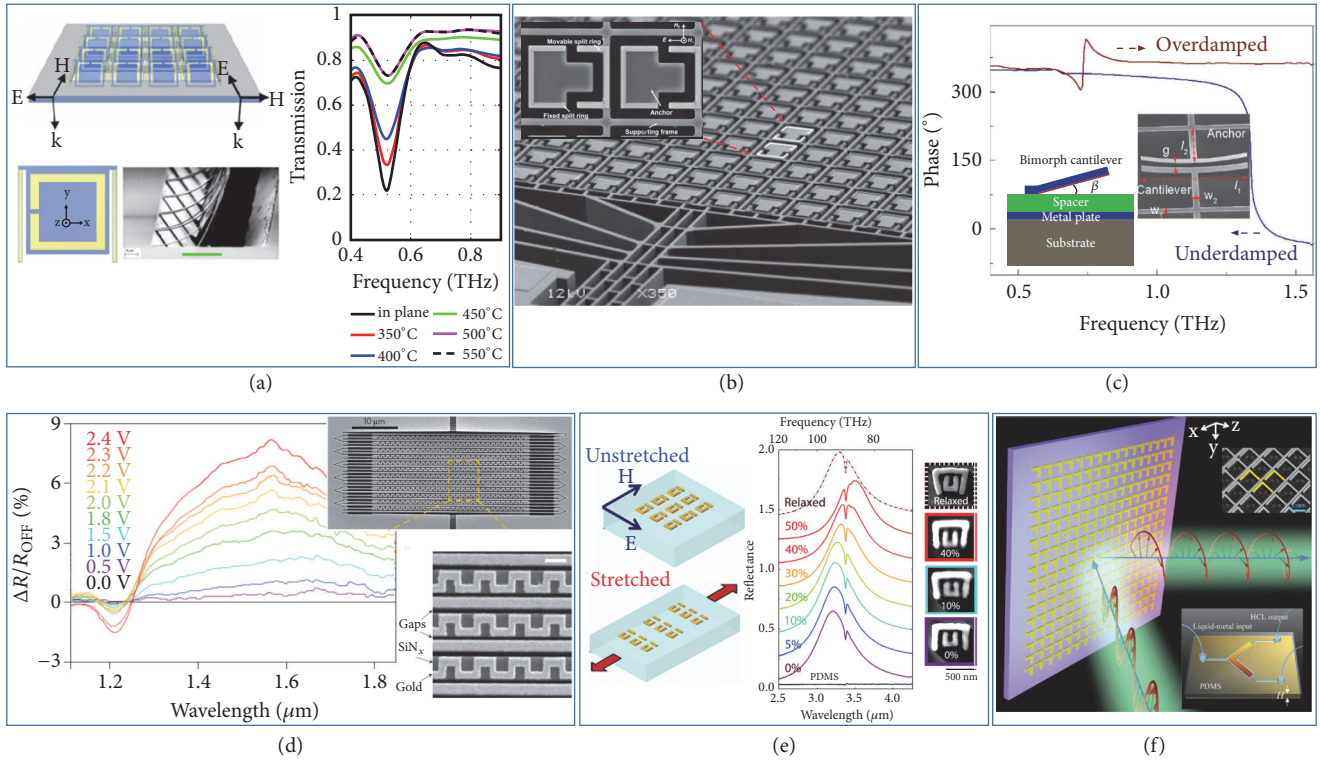 H
E
E
H
k
k
y
z
x
Transmission
1
0.8
0.6
0.4
0.2
0
0.4
0.6
0.8
Frequency (THz)
in plane
350°C
400°C
450°C
500°C
550°C
(a)
Movable split ring
Fixed split ring
Anchor
Supporting frame
12kV X350
(b)
Overdamped
Phase (°)
300
150
0
Bimorph cantilever
β
Spacer
Metal plate
Substrate
Anchor
g
l2
Cantilever
l1
w2
w
Underdamped
0.5
1.0
1.5
Frequency (THz)
(c)
ΔR/ROFF (%)
9
6
3
0
−3
2.4 V
2.3 V
2.2 V
2.1 V
2.0 V
1.8 V
1.5 V
1.0 V
0.5 V
0.0 V
10 μm
Gaps
SiNx
Gold
1.2
1.4
1.6
1.8
Wavelength (μm)
(d)
Unstretched
H
E
Stretched
Frequency (THz)
120
100
80
Reflectance
2.0
1.5
1.0
0.5
0.0
Relaxed
50%
40%
30%
20%
10%
5%
0%
PDMS
2.5
3.0
3.5
4.0
Wavelength (μm)
Relaxed
40%
10%
0%
500 nm
(e)
x
z
y
Liquid-metal input
HCL output
PDMS
H
(f)